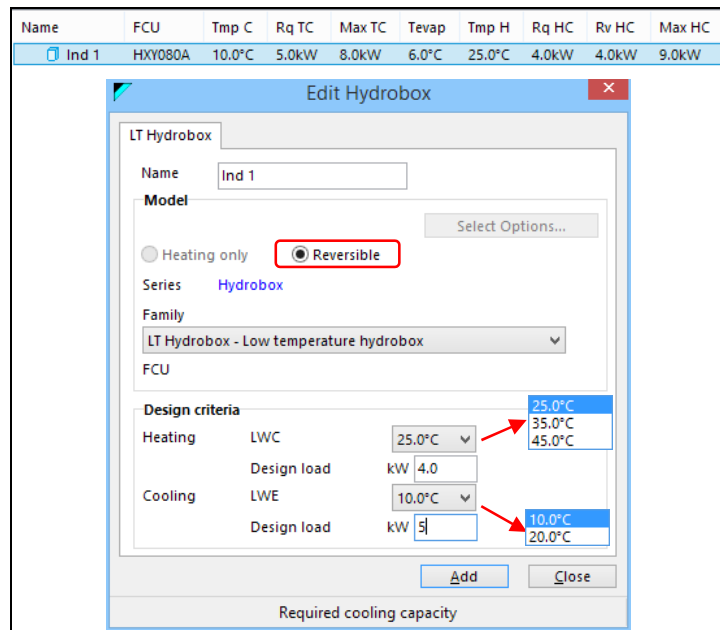 Name FCU Tmp C Rq TC Max TC Tevap Tmp H Rq HC Rv HC Max HC
Ind 1 HXY080A 10.0°C 5.0kW 8.0kW 6.0°C 25.0°C 4.0kW 4.0kW 9.0kW
Edit Hydrobox
LT Hydrobox
Name Ind 1
Model
Select Options...
Heating only Reversible
Series Hydrobox
Family
LT Hydrobox - Low temperature hydrobox
FCU
Design criteria
Heating LWC 25.0°C
Design load kW 4.0
25.0°C
35.0°C
45.0°C
Cooling LWE 10.0°C
Design load kW 5
10.0°C
20.0°C
Add Close
Required cooling capacity